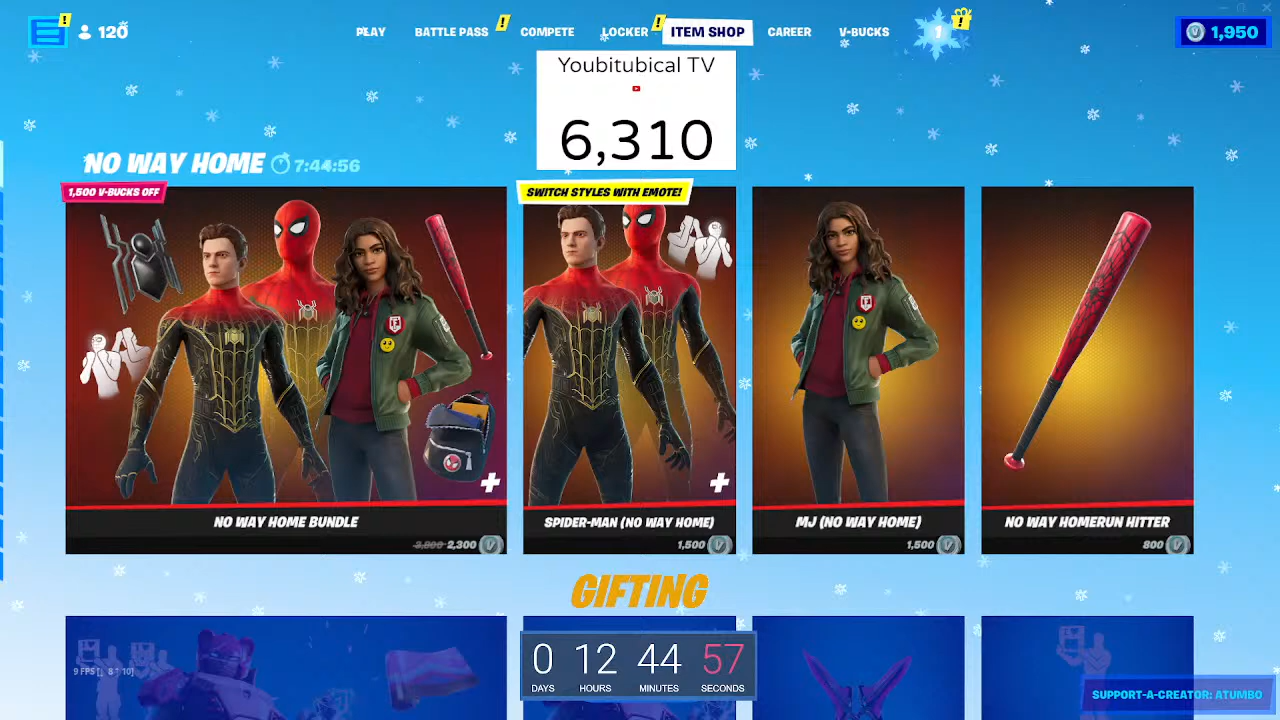 120
PLAY
BATTLE PASS
COMPETE
LOCKER
ITEM SHOP
CAREER
V-BUCKS
1
1,950
Youbitubical TV
6,310
NO WAY HOME 7:44:56
1,500 V-BUCKS OFF
SWITCH STYLES WITH EMOTE!
NO WAY HOME BUNDLE
3,800 2,300
SPIDER-MAN (NO WAY HOME)
1,500
MJ (NO WAY HOME)
1,500
NO WAY HOMERUN HITTER
800
GIFTING
0 12 44 57
DAYS HOURS MINUTES SECONDS
9 FPS
SUPPORT-A-CREATOR: ATUMBO